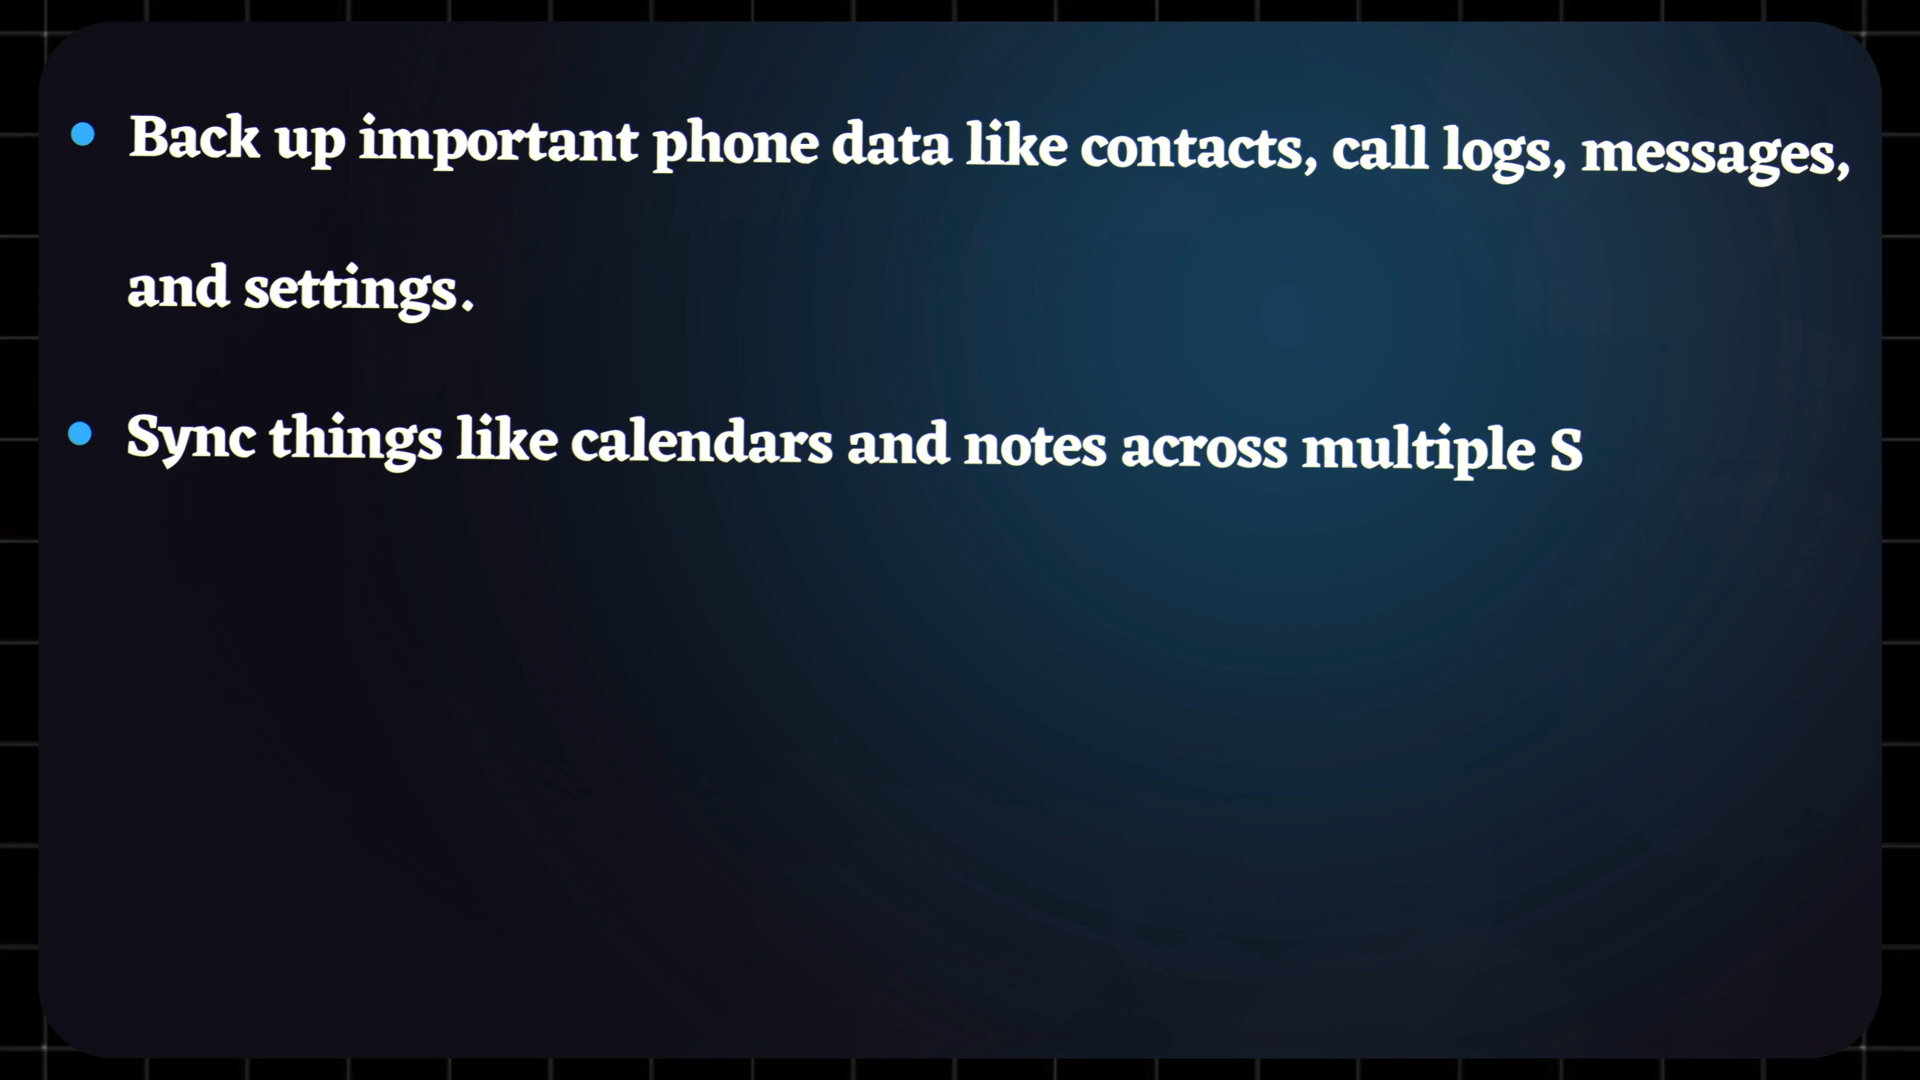 Back up important phone data like contacts, call logs, messages,
and settings.
Sync things like calendars and notes across multiple S